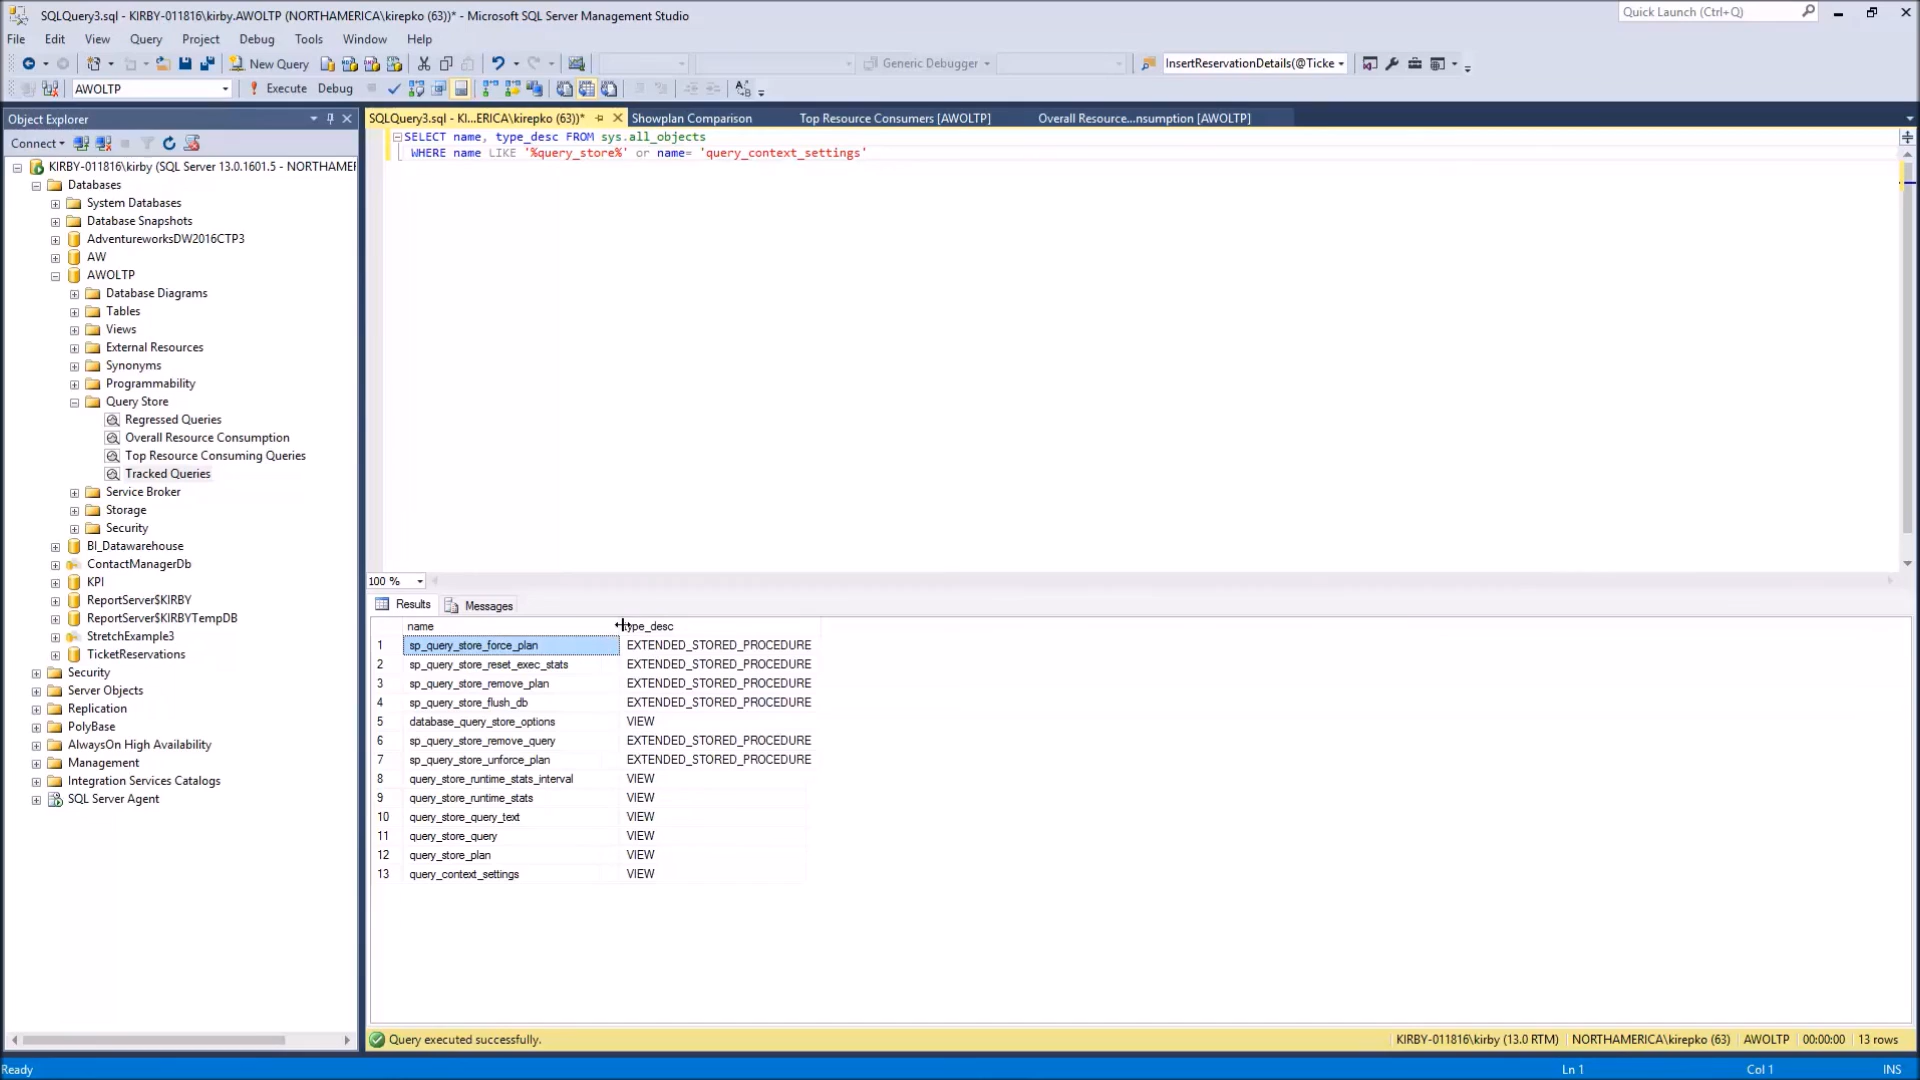 SQLQuery3.sql - KIRBY-011816\kirby.AWOLTP (NORTHAMERICA\kirepko (63))* - Microsoft SQL Server Management Studio
Quick Launch (Ctrl+Q)
File Edit View Query Project Debug Tools Window Help
New Query
Generic Debugger
InsertReservationDetails(@Ticke
AWOLTP
Execute Debug
Object Explorer
Connect
KIRBY-011816\kirby (SQL Server 13.0.1601.5 - NORTHAMER
Databases
System Databases
Database Snapshots
AdventureworksDW2016CTP3
AW
AWOLTP
Database Diagrams
Tables
Views
External Resources
Synonyms
Programmability
Query Store
Regressed Queries
Overall Resource Consumption
Top Resource Consuming Queries
Tracked Queries
Service Broker
Storage
Security
BI_Datawarehouse
ContactManagerDb
KPI
ReportServer$KIRBY
ReportServer$KIRBYTempDB
StretchExample3
TicketReservations
Security
Server Objects
Replication
PolyBase
AlwaysOn High Availability
Management
Integration Services Catalogs
SQL Server Agent
SQLQuery3.sql - KI...ERICA\kirepko (63))*
Showplan Comparison
Top Resource Consumers [AWOLTP]
Overall Resource...nsumption [AWOLTP]
SELECT name, type_desc FROM sys.all_objects
WHERE name LIKE '%query_store%' or name= 'query_context_settings'
100 %
Results Messages
name type_desc
1 sp_query_store_force_plan EXTENDED_STORED_PROCEDURE
2 sp_query_store_reset_exec_stats EXTENDED_STORED_PROCEDURE
3 sp_query_store_remove_plan EXTENDED_STORED_PROCEDURE
4 sp_query_store_flush_db EXTENDED_STORED_PROCEDURE
5 database_query_store_options VIEW
6 sp_query_store_remove_query EXTENDED_STORED_PROCEDURE
7 sp_query_store_unforce_plan EXTENDED_STORED_PROCEDURE
8 query_store_runtime_stats_interval VIEW
9 query_store_runtime_stats VIEW
10 query_store_query_text VIEW
11 query_store_query VIEW
12 query_store_plan VIEW
13 query_context_settings VIEW
Query executed successfully.
KIRBY-011816\kirby (13.0 RTM) NORTHAMERICA\kirepko (63) AWOLTP 00:00:00 13 rows
Ready
Ln 1 Col 1 INS